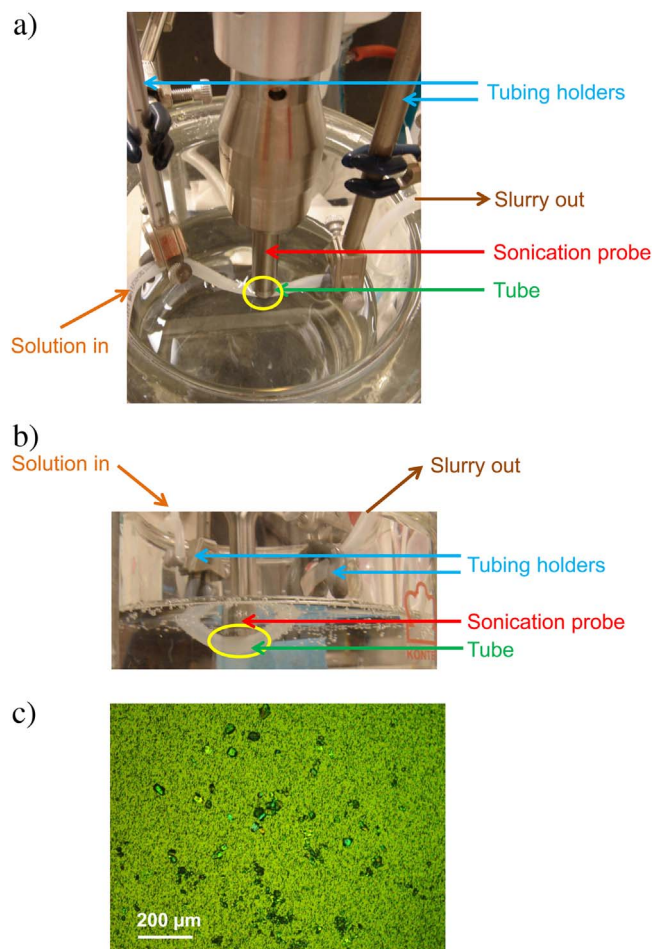 a)
Tubing holders
Slurry out
Sonication probe
Tube
Solution in
b)
Solution in
Slurry out
Tubing holders
Sonication probe
Tube
KONTE
c)
200 µm